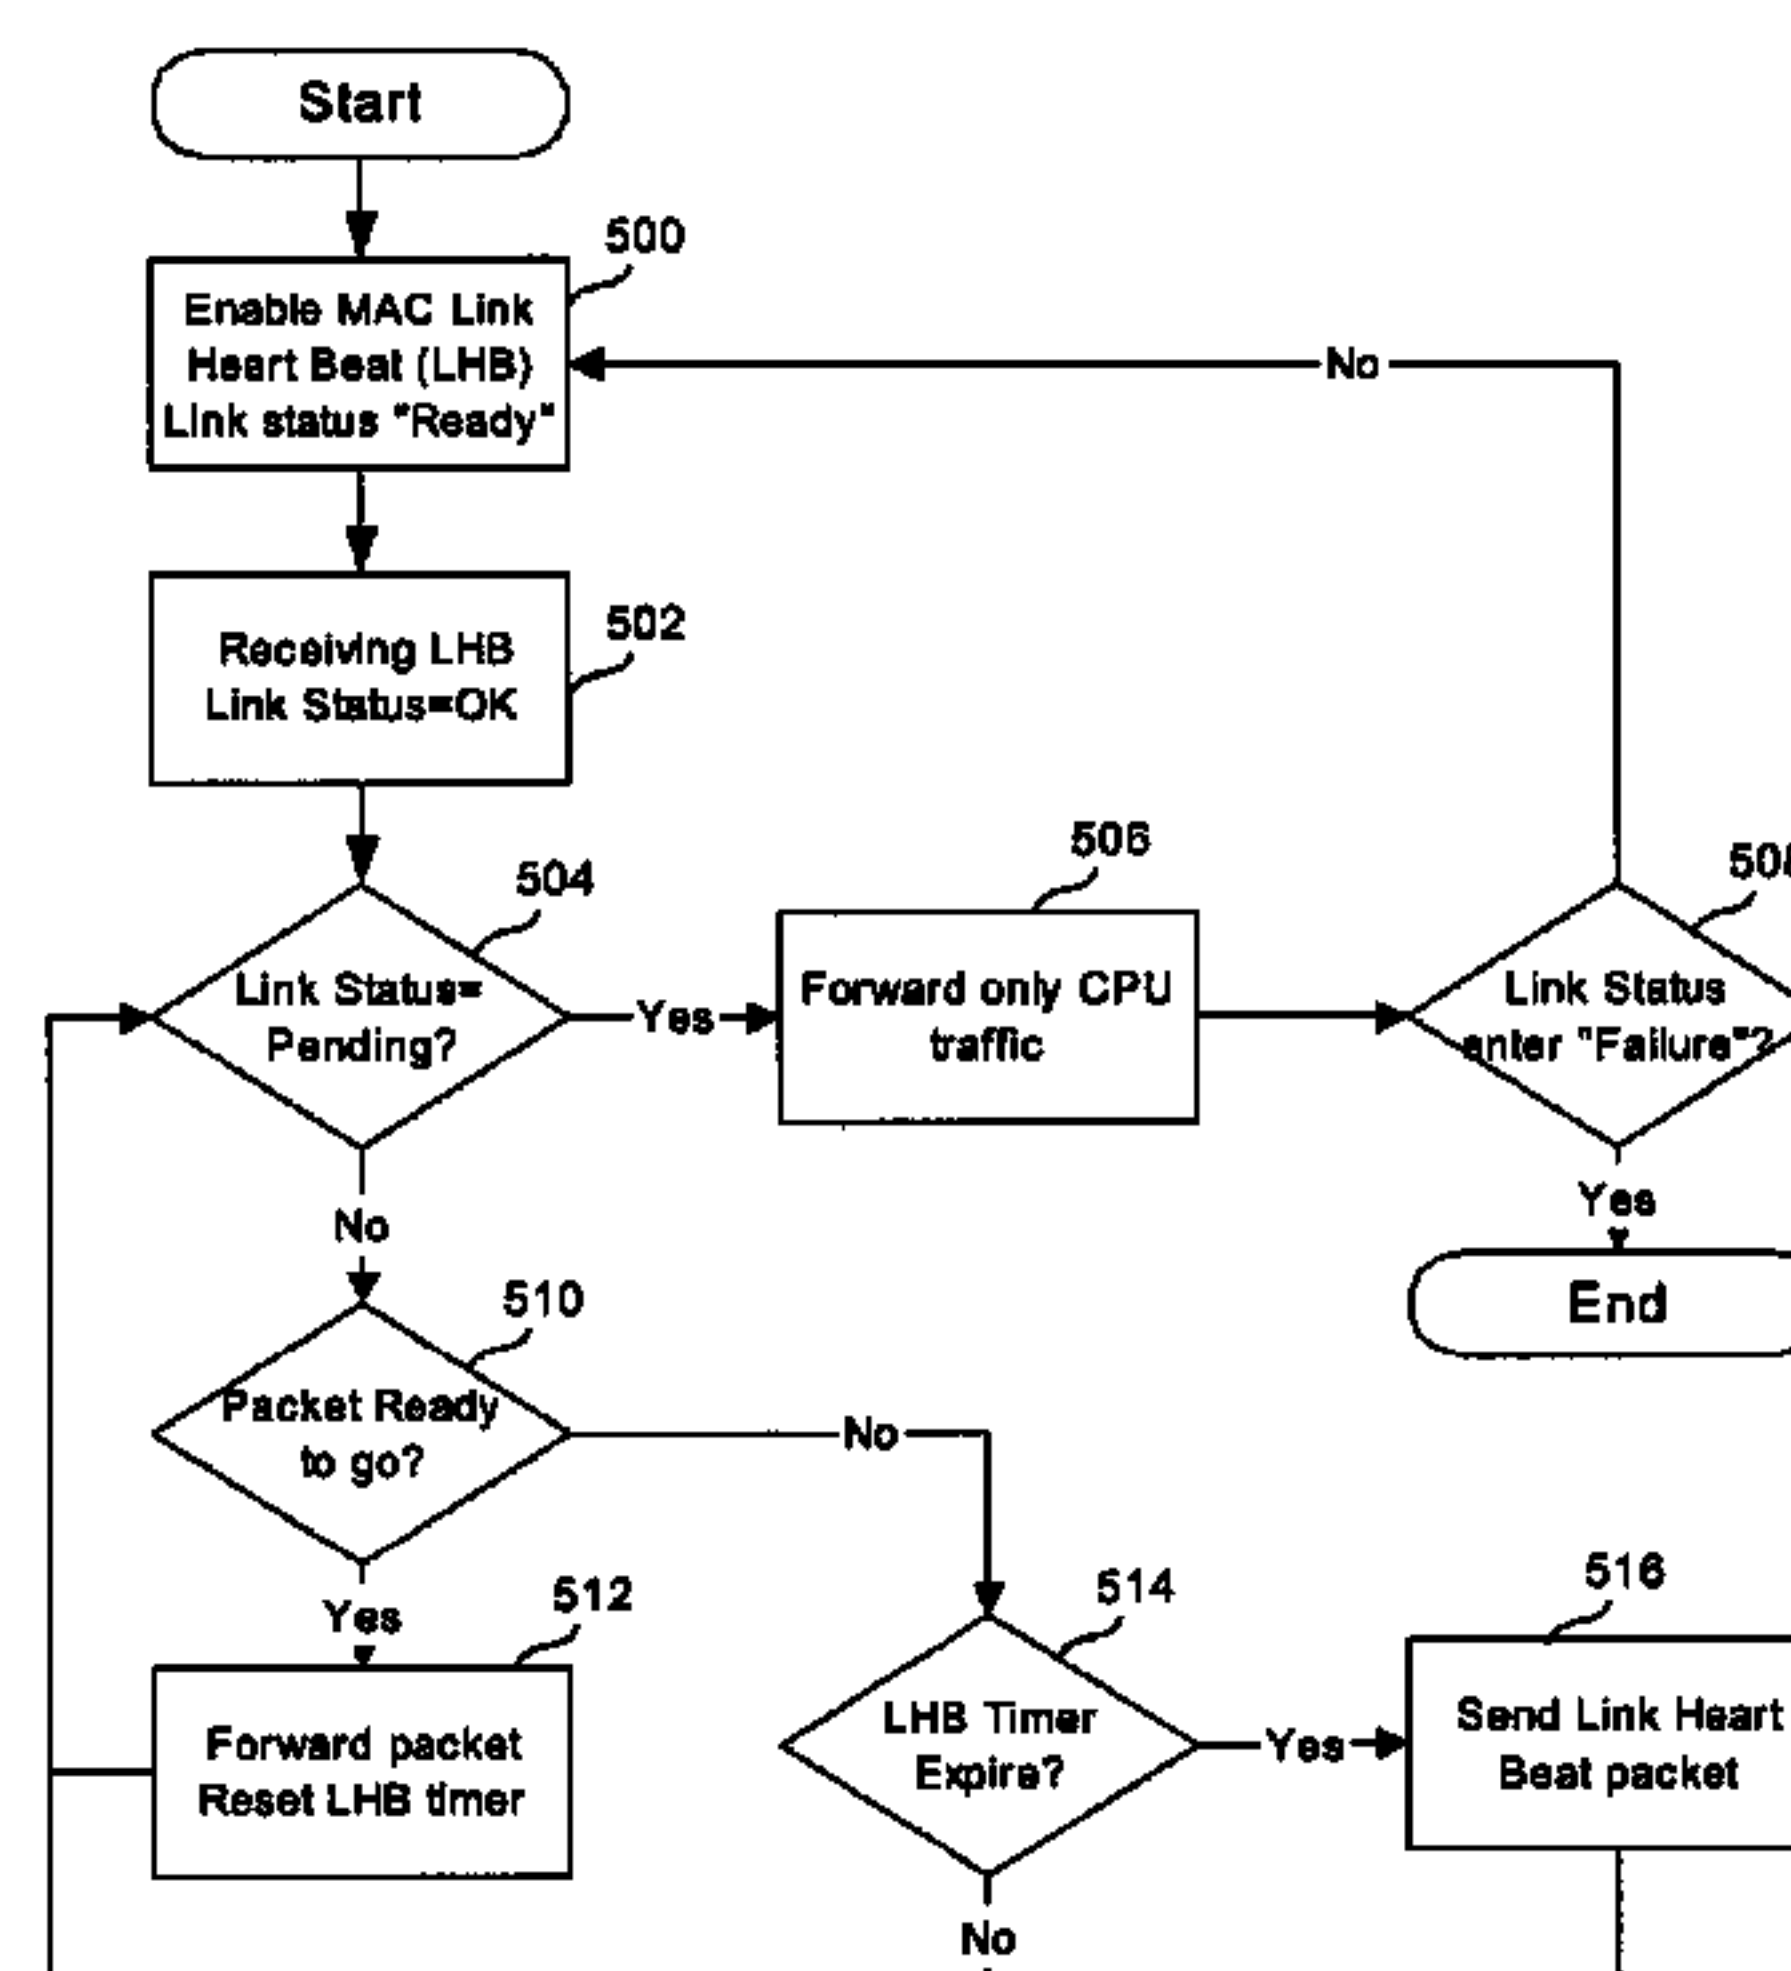 Start
500
Enable MAC Link
Heart Beat (LHB)
Link status "Ready"
No
502
Receiving LHB
Link Status=OK
504
Link Status=
Pending?
Yes
506
Forward only CPU
traffic
Link Status
enter "Failure"?
Yes
End
No
510
Packet Ready
to go?
No
Yes
512
Forward packet
Reset LHB timer
514
LHB Timer
Expire?
Yes
516
Send Link Heart
Beat packet
No